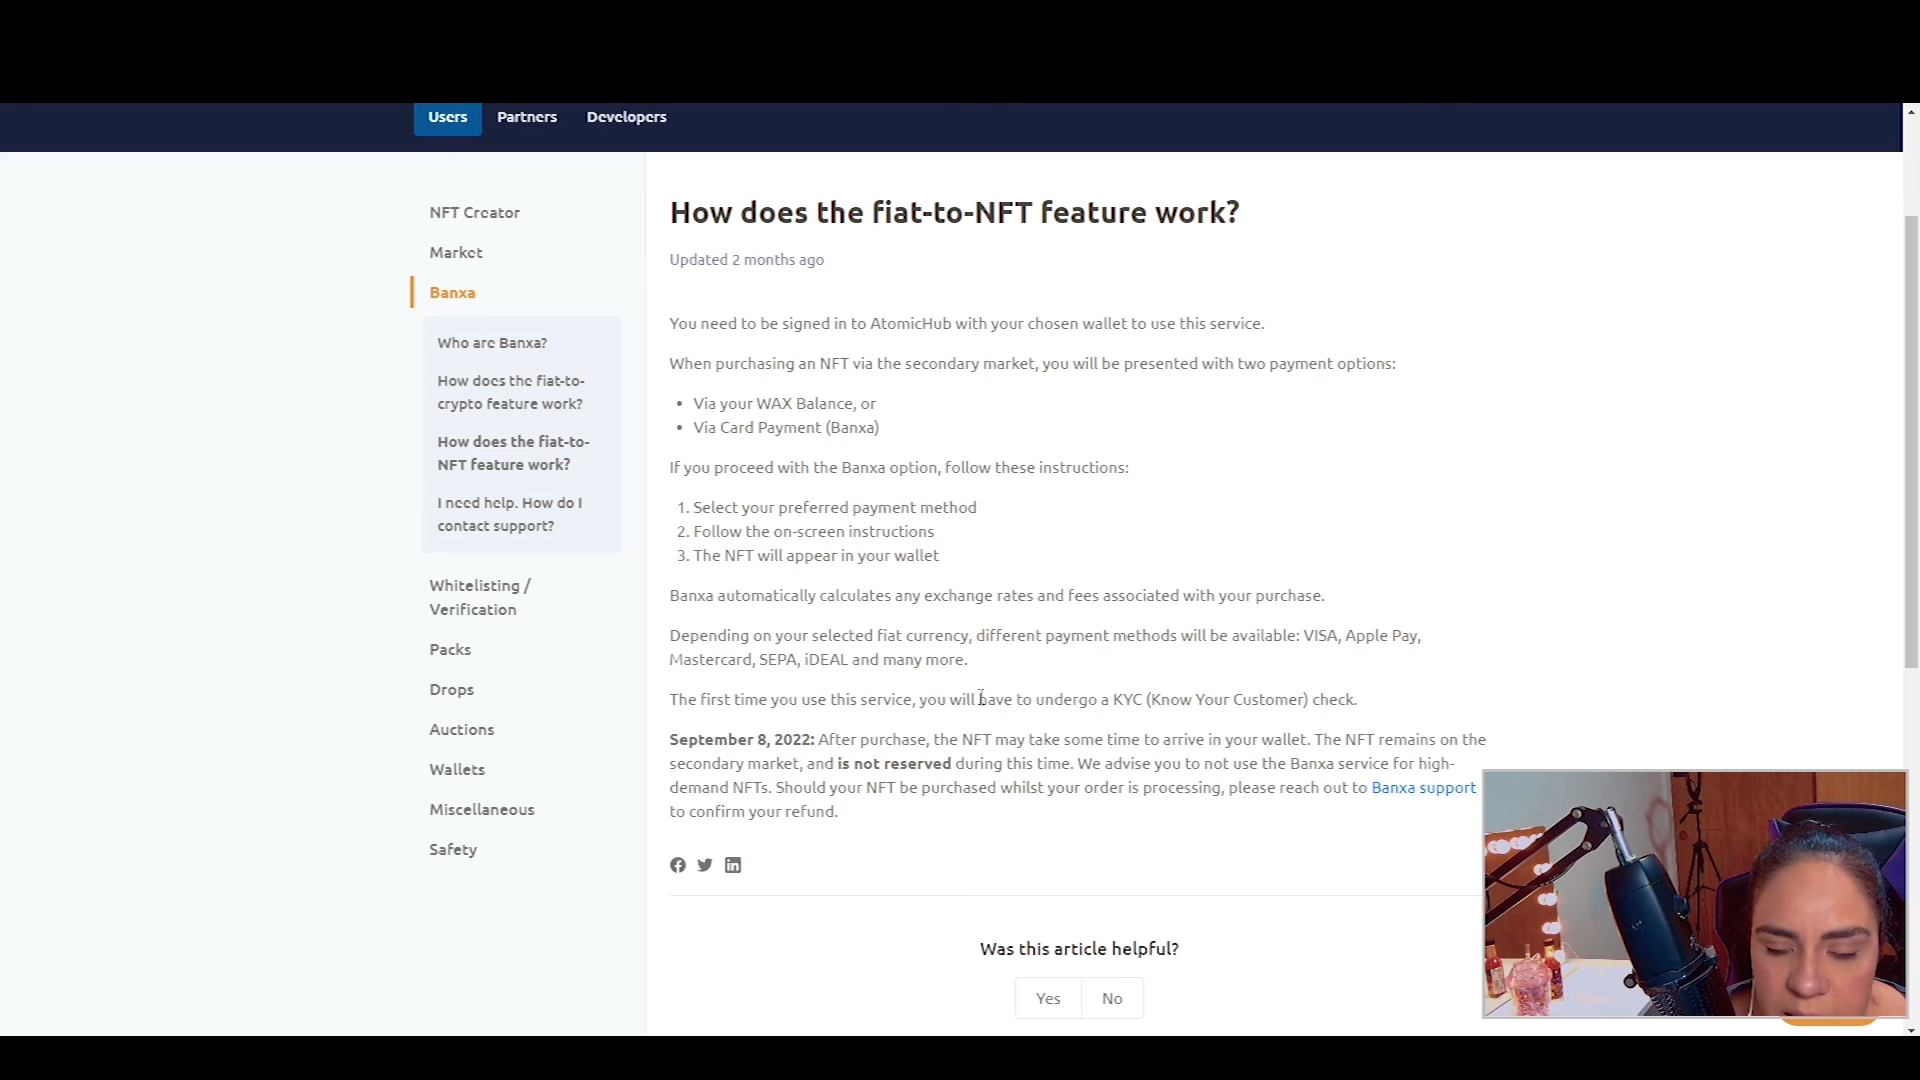 Users Partners Developers
NFT Creator
Market
Banxa
Who are Banxa?
How does the fiat-to-
crypto feature work?
How does the fiat-to-
NFT feature work?
I need help. How do I
contact support?
Whitelisting /
Verification
Packs
Drops
Auctions
Wallets
Miscellaneous
Safety
How does the fiat-to-NFT feature work?
Updated 2 months ago
You need to be signed in to AtomicHub with your chosen wallet to use this service.
When purchasing an NFT via the secondary market, you will be presented with two payment options:
• Via your WAX Balance, or
• Via Card Payment (Banxa)
If you proceed with the Banxa option, follow these instructions:
1. Select your preferred payment method
2. Follow the on-screen instructions
3. The NFT will appear in your wallet
Banxa automatically calculates any exchange rates and fees associated with your purchase.
Depending on your selected fiat currency, different payment methods will be available: VISA, Apple Pay,
Mastercard, SEPA, iDEAL and many more.
The first time you use this service, you will have to undergo a KYC (Know Your Customer) check.
September 8, 2022: After purchase, the NFT may take some time to arrive in your wallet. The NFT remains on the
secondary market, and is not reserved during this time. We advise you to not use the Banxa service for high-
demand NFTs. Should your NFT be purchased whilst your order is processing, please reach out to Banxa support
to confirm your refund.
Was this article helpful?
Yes No